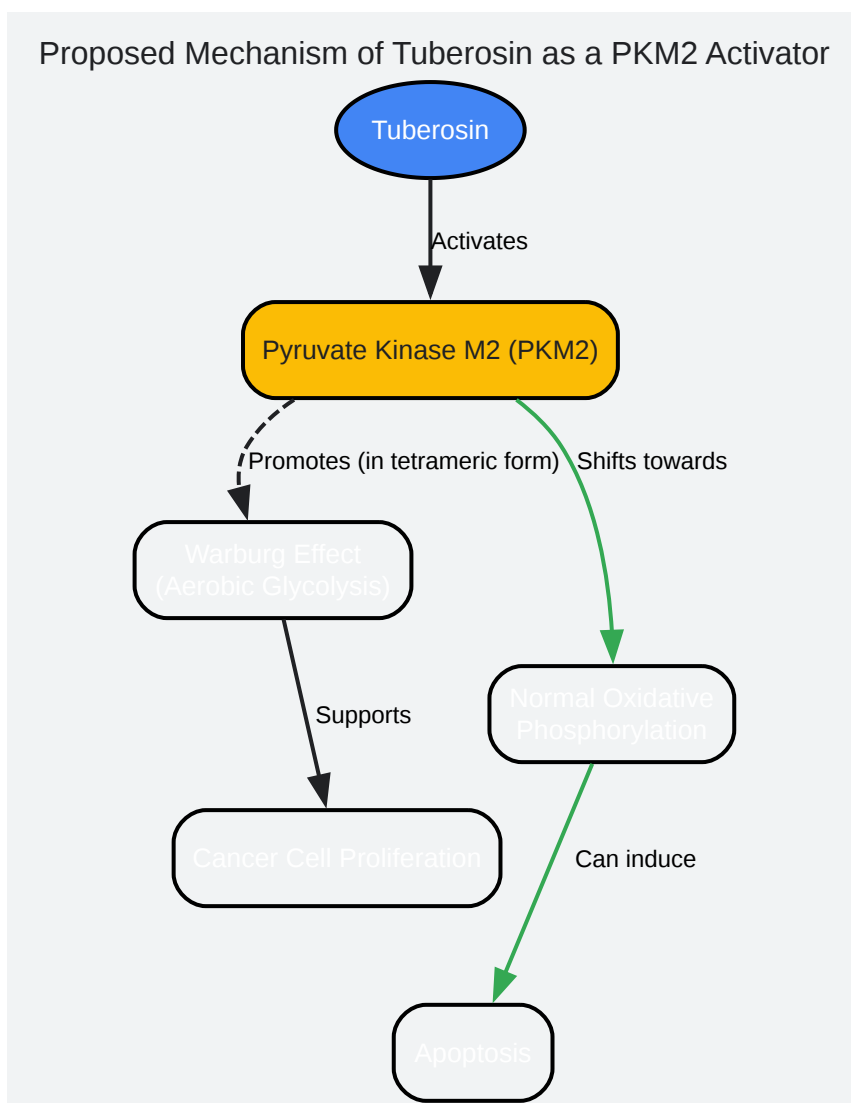 Proposed Mechanism of Tuberosin as a PKM2 Activator
Tuberosin
Activates
Pyruvate Kinase M2 (PKM2)
Promotes (in tetrameric form)
Shifts towards
Warburg Effect
(Aerobic Glycolysis)
Normal Oxidative
Phosphorylation
Supports
Cancer Cell Proliferation
Can induce
Apoptosis